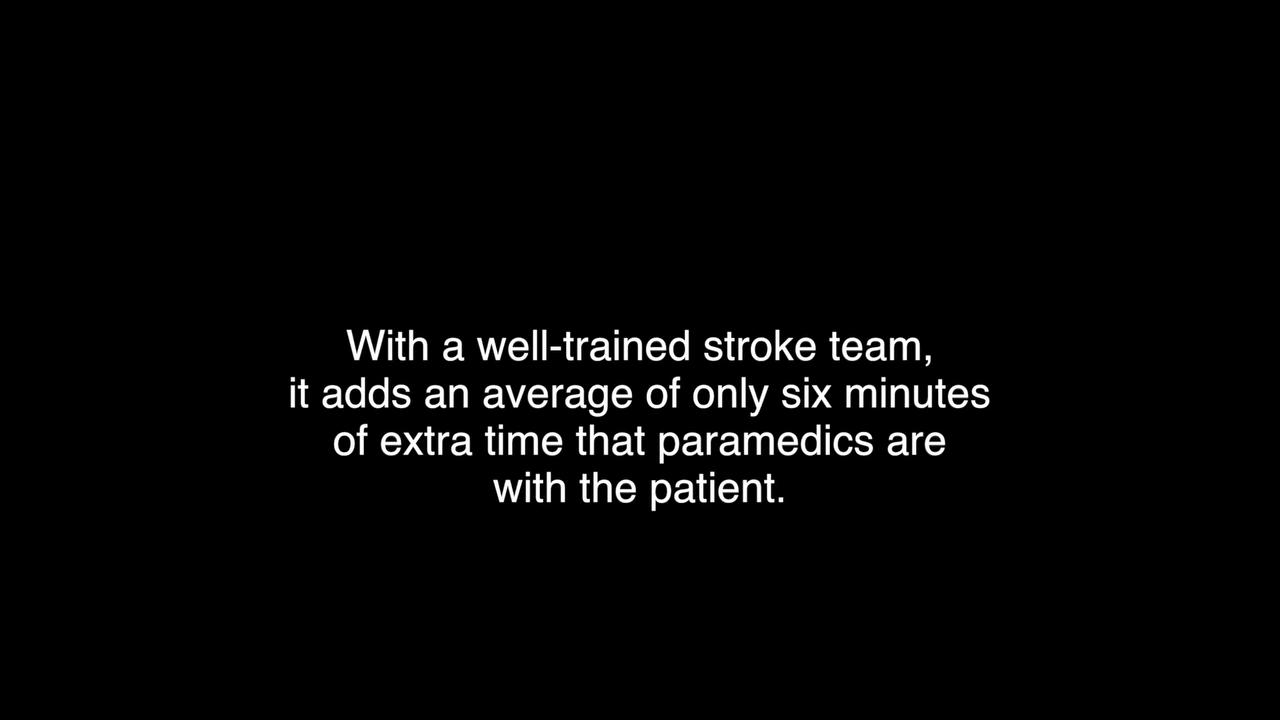 With a well-trained stroke team,
it adds an average of only six minutes
of extra time that paramedics are
with the patient.